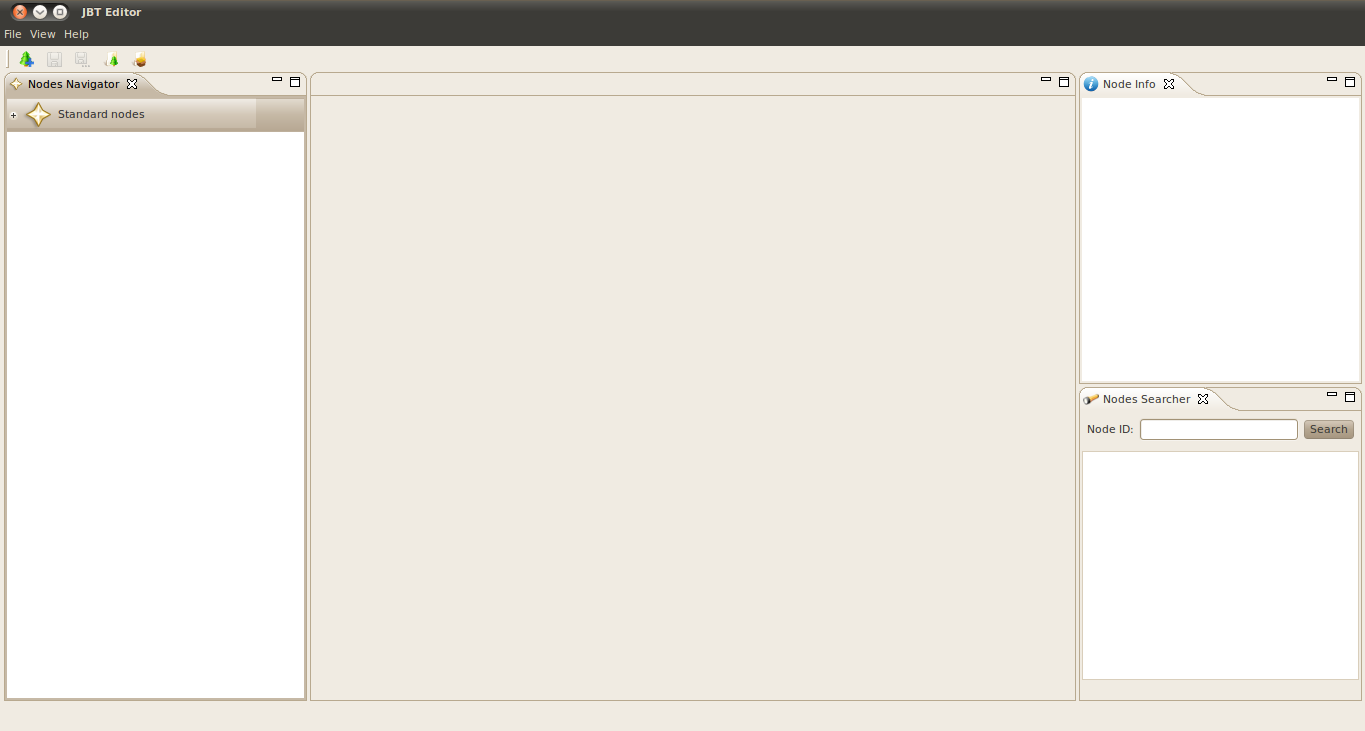 JBT Editor
File View Help
Nodes Navigator
Standard nodes
Node Info
Nodes Searcher
Node ID: Search